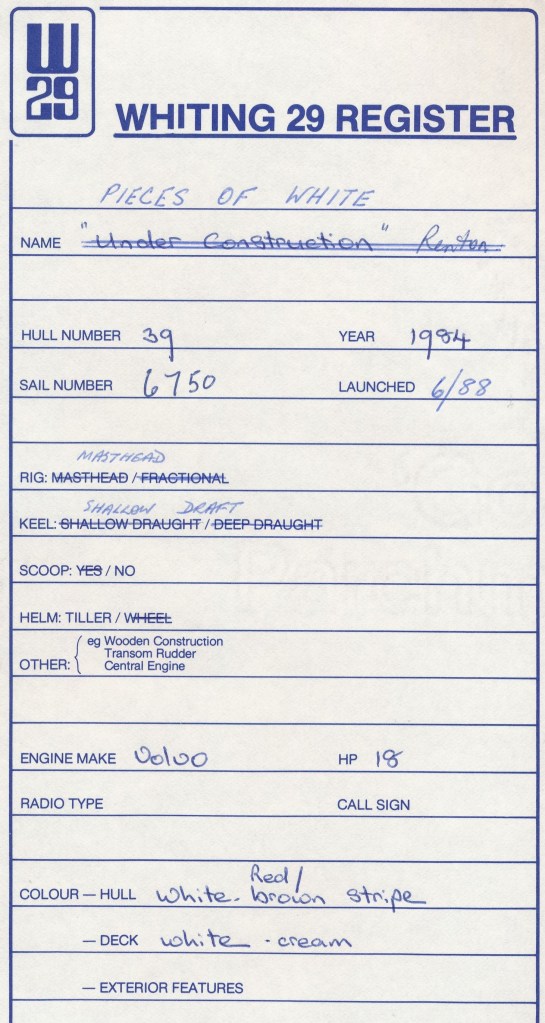 W
29
WHITING 29 REGISTER
PIECES OF WHITE
NAME "Under Construction" Renton
HULL NUMBER 39 YEAR 1984
SAIL NUMBER 6750 LAUNCHED 6/88
MASTHEAD
RIG: MASTHEAD / FRACTIONAL
SHALLOW DRAFT
KEEL: SHALLOW DRAUGHT / DEEP DRAUGHT
SCOOP: YES / NO
HELM: TILLER / WHEEL
OTHER: { eg Wooden Construction
Transom Rudder
Central Engine
ENGINE MAKE Volvo HP 18
RADIO TYPE CALL SIGN
Red/
COLOUR — HULL White - brown stripe
— DECK white - cream
— EXTERIOR FEATURES